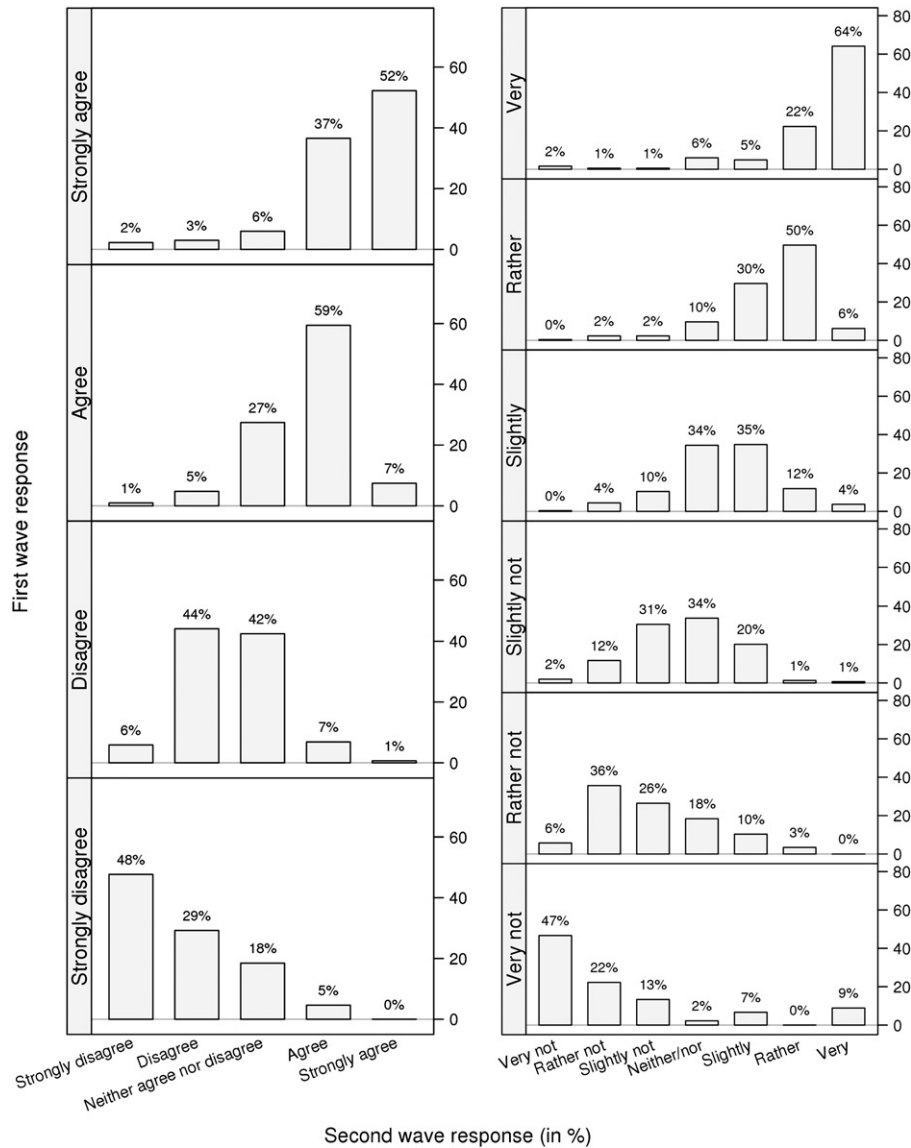 First wave response
Strongly agree
2% 3% 6% 37% 52%
60
40
20
0
Agree
1% 5% 27% 59% 7%
60
40
20
0
Disagree
6% 44% 42% 7% 1%
60
40
20
0
Strongly disagree
48% 29% 18% 5% 0%
60
40
20
0
Strongly disagree
Disagree
Neither agree nor disagree
Agree
Strongly agree
Very
2% 1% 1% 6% 5% 22% 64%
80
60
40
20
0
Rather
0% 2% 2% 10% 30% 50% 6%
80
60
40
20
0
Slightly
0% 4% 10% 34% 35% 12% 4%
80
60
40
20
0
Slightly not
2% 12% 31% 34% 20% 1% 1%
80
60
40
20
0
Rather not
6% 36% 26% 18% 10% 3% 0%
80
60
40
20
0
Very not
47% 22% 13% 2% 7% 0% 9%
80
60
40
20
0
Very not
Rather not
Slightly not
Neither/nor
Slightly
Rather
Very
Second wave response (in %)